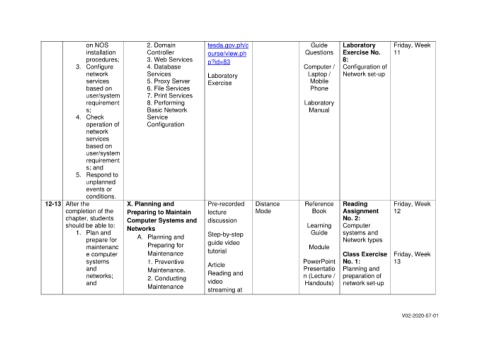 on NOS
installation
procedures;
3. Configure
network
services
based on
user/system
requirement
s;
4. Check
operation of
network
services
based on
user/system
requirement
s; and
5. Respond to
unplanned
events or
conditions.
2. Domain
Controller
3. Web Services
4. Database
Services
5. Proxy Server
6. File Services
7. Print Services
8. Performing
Basic Network
Service
Configuration
tesda.gov.ph/c
ourse/view.ph
p?id=83
Laboratory
Exercise
Guide
Questions
Computer /
Laptop /
Mobile
Phone
Laboratory
Manual
Laboratory
Exercise No.
8:
Configuration of
Network set-up
Friday, Week
11
12-13
After the
completion of the
chapter, students
should be able to:
1. Plan and
prepare for
maintenanc
e computer
systems
and
networks;
and
X. Planning and
Preparing to Maintain
Computer Systems and
Networks
A. Planning and
Preparing for
Maintenance
1. Preventive
Maintenance.
2. Conducting
Maintenance
Pre-recorded
lecture
discussion
Step-by-step
guide video
tutorial
Article
Reading and
video
streaming at
Distance
Mode
Reference
Book
Learning
Guide
Module
PowerPoint
Presentatio
n (Lecture /
Handouts)
Reading
Assignment
No. 2:
Computer
systems and
Network types
Class Exercise
No. 1:
Planning and
preparation of
network set-up
Friday, Week
12
Friday, Week
13
V02-2020-07-01